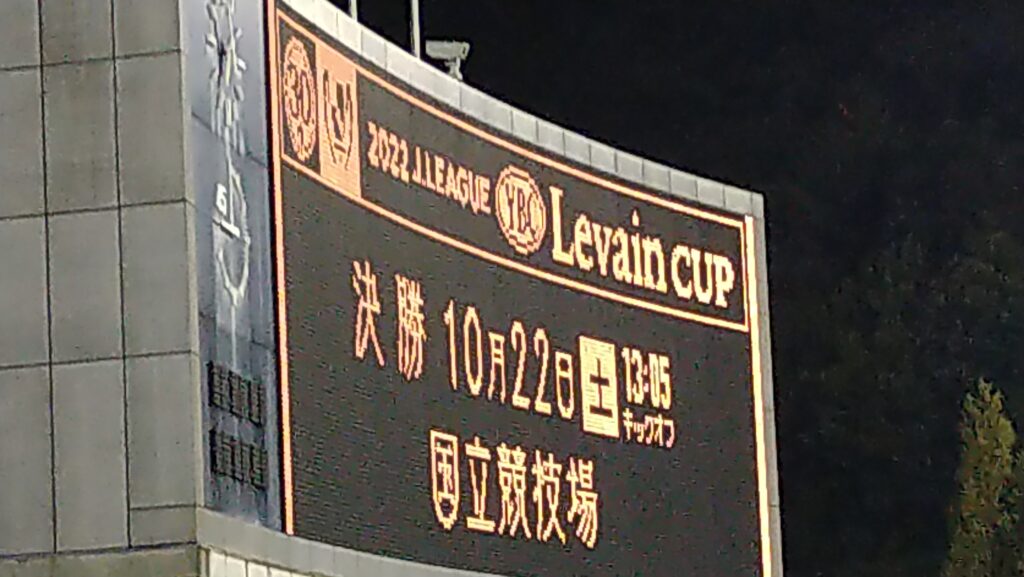 2022 J.LEAGUE YBC Levain CUP
決勝 10月22日 土 13:05
キックオフ
国立競技場
6